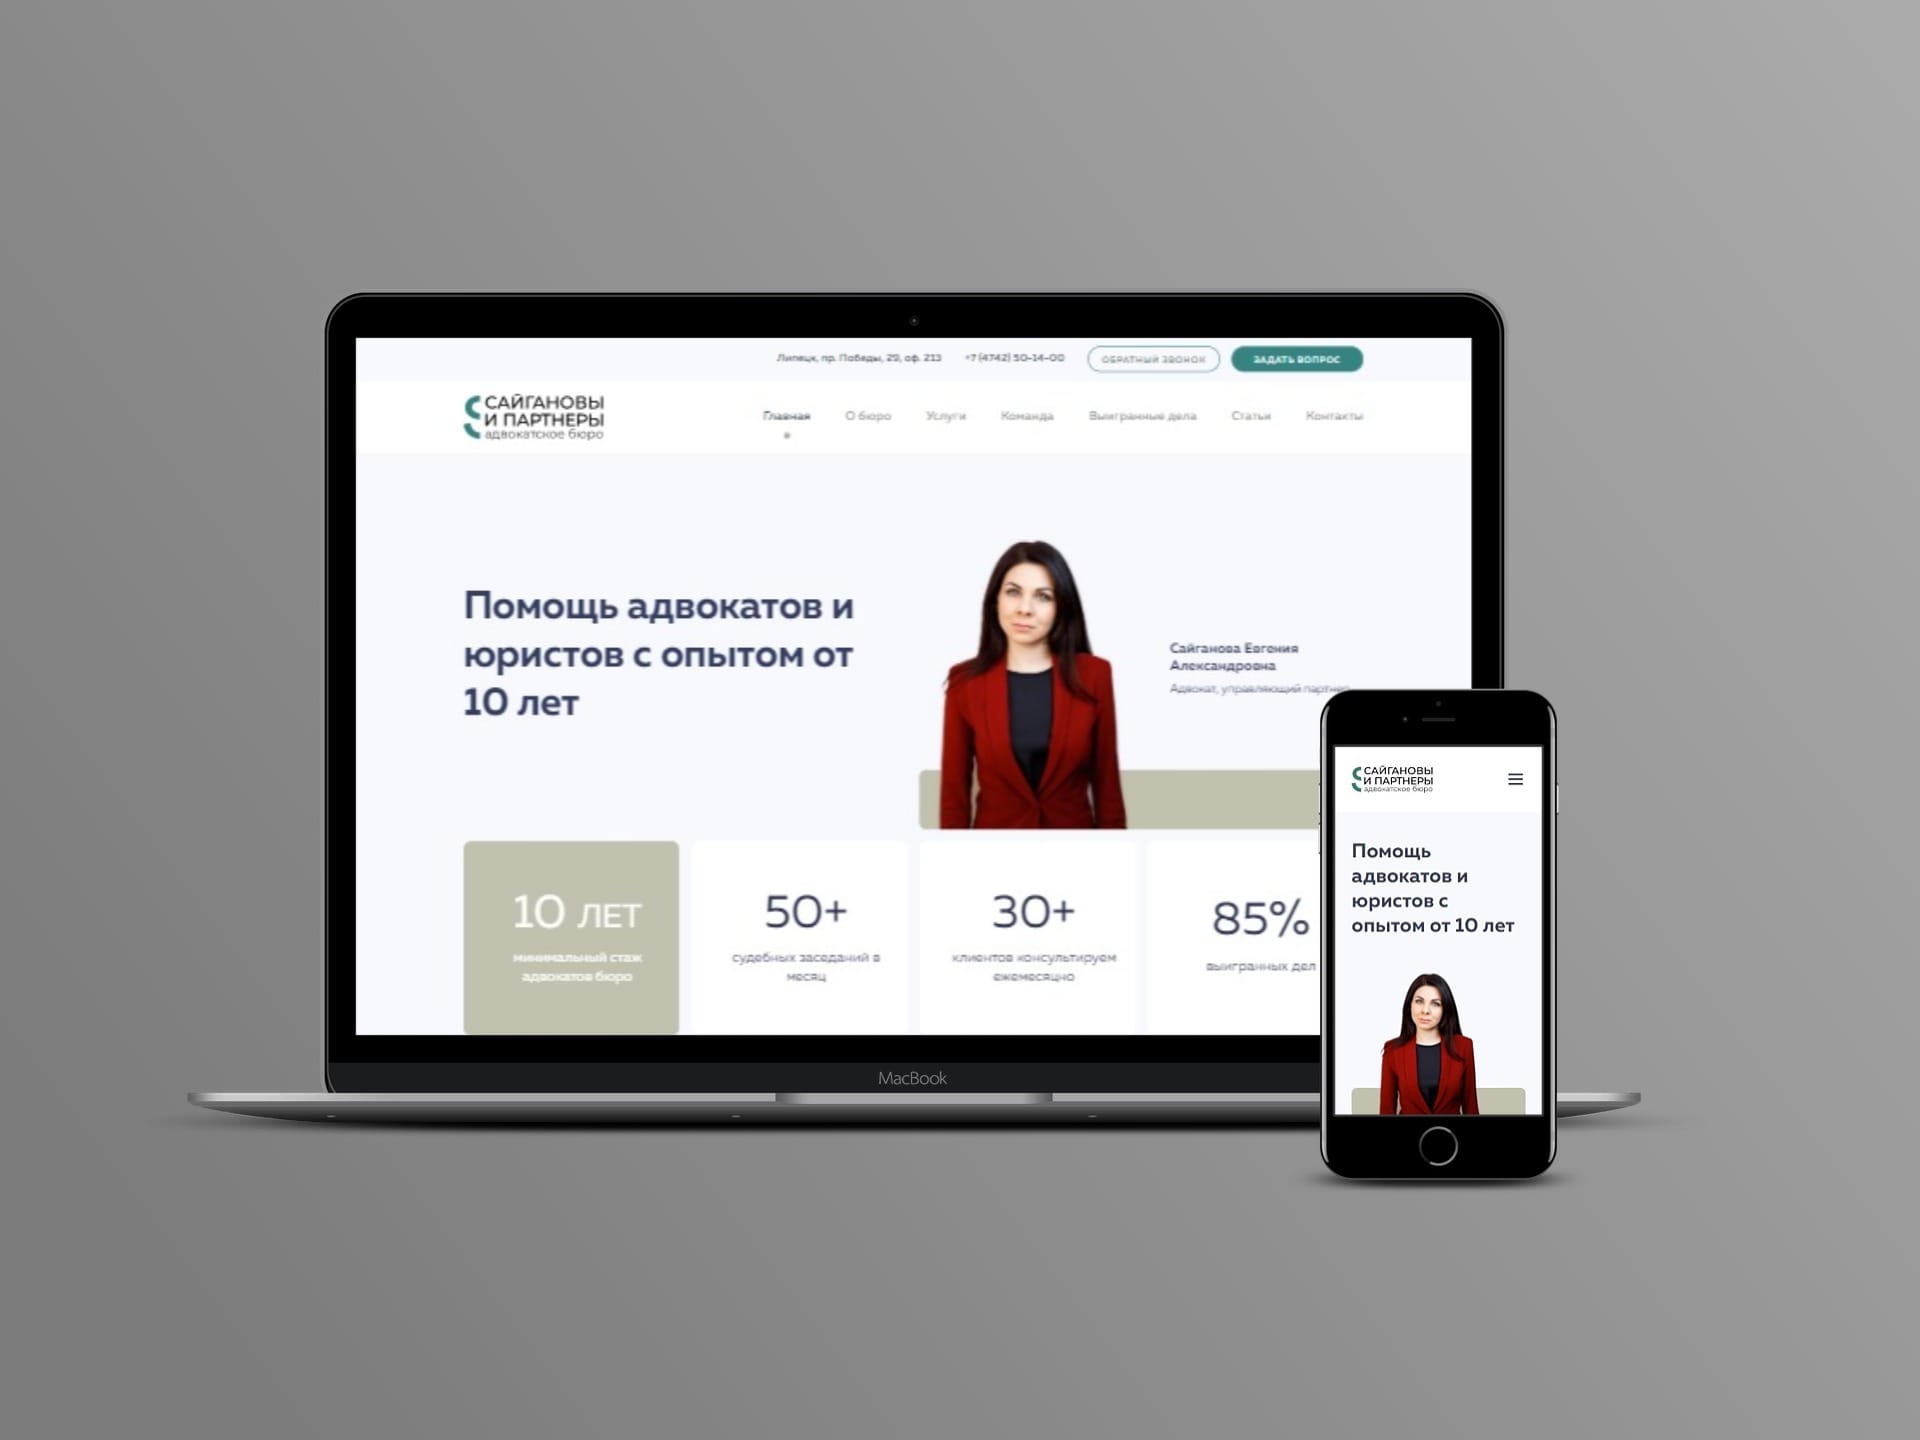 Липецк, пр. Победы, 29, оф. 213
+7 (4742) 50-14-00
ОБРАТНЫЙ ЗВОНОК
ЗАДАТЬ ВОПРОС
САЙГАНОВЫ
И ПАРТНЕРЫ
адвокатское бюро
Главная
О бюро
Услуги
Команда
Выигранные дела
Статьи
Контакты
Помощь адвокатов и
юристов с опытом от
10 лет
Сайганова Евгения
Александровна
Адвокат, управляющий партнер
10 ЛЕТ
минимальный стаж
адвокатов бюро
50+
судебных заседаний в
месяц
30+
клиентов консультируем
ежемесяцно
85%
выигранных дел
MacBook
САЙГАНОВЫ
И ПАРТНЕРЫ
адвокатское бюро
Помощь
адвокатов и
юристов с
опытом от 10 лет